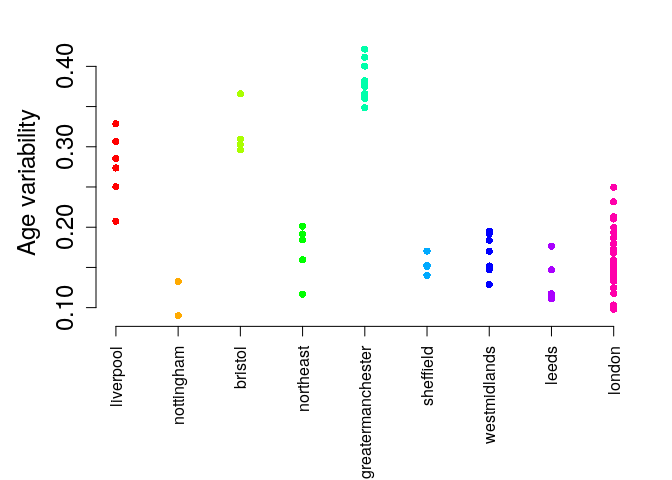 Age variability
0.40
0.30
0.20
0.10
liverpool
nottingham
bristol
northeast
greatermanchester
sheffield
westmidlands
leeds
london